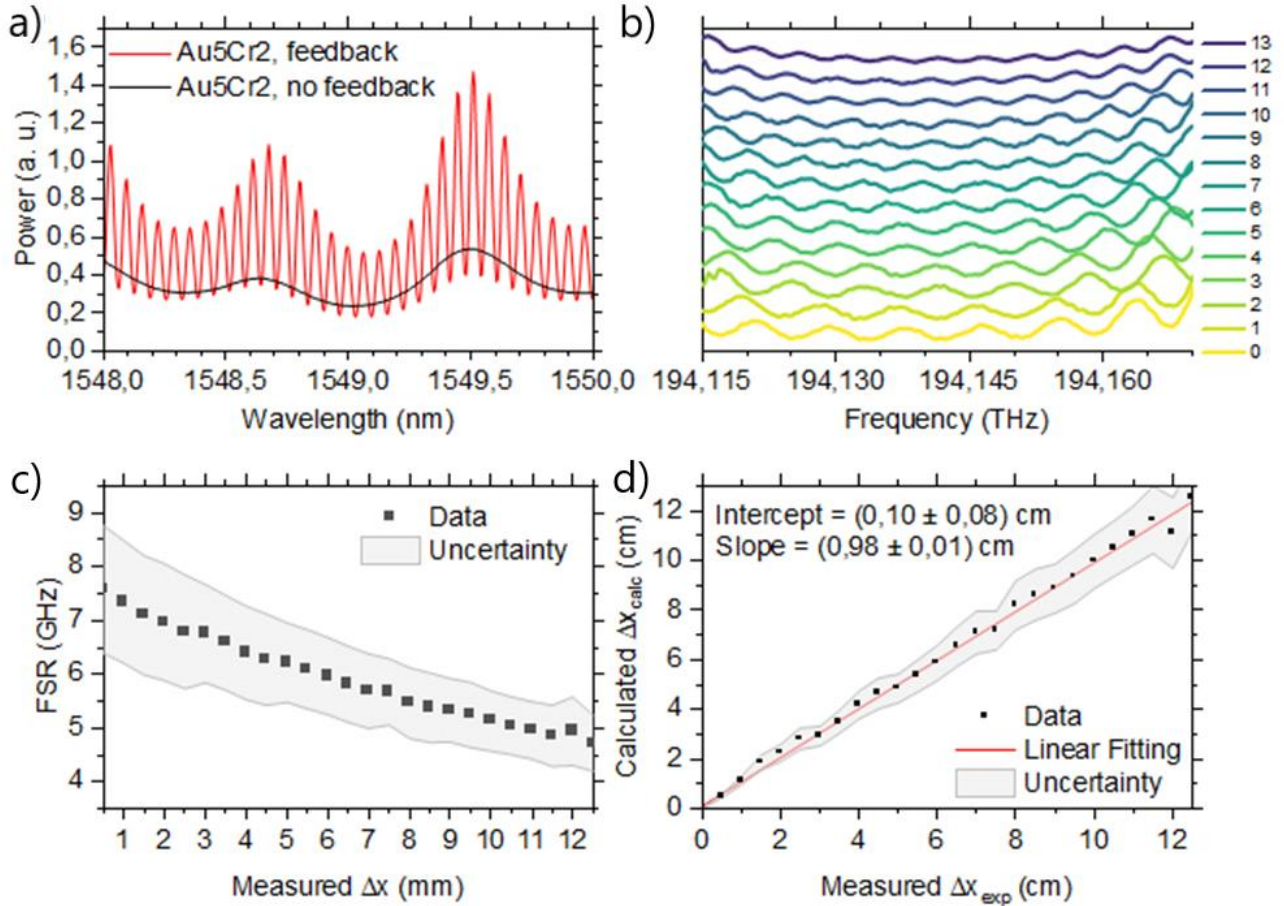 a)
1,6
1,4
1,2
1,0
0,8
0,6
0,4
0,2
0,0
Power (a. u.)
Au5Cr2, feedback
Au5Cr2, no feedback
1548,0 1548,5 1549,0 1549,5 1550,0
Wavelength (nm)
b)
13
12
11
10
9
8
7
6
5
4
3
2
1
0
194,115 194,130 194,145 194,160
Frequency (THz)
c)
9
8
7
6
5
4
FSR (GHz)
Data
Uncertainty
1 2 3 4 5 6 7 8 9 10 11 12
Measured Δx (mm)
d)
12
10
8
6
4
2
0
Calculated Δxcalc (cm)
Intercept = (0,10 ± 0,08) cm
Slope = (0,98 ± 0,01) cm
Data
Linear Fitting
Uncertainty
0 2 4 6 8 10 12
Measured Δxexp (cm)